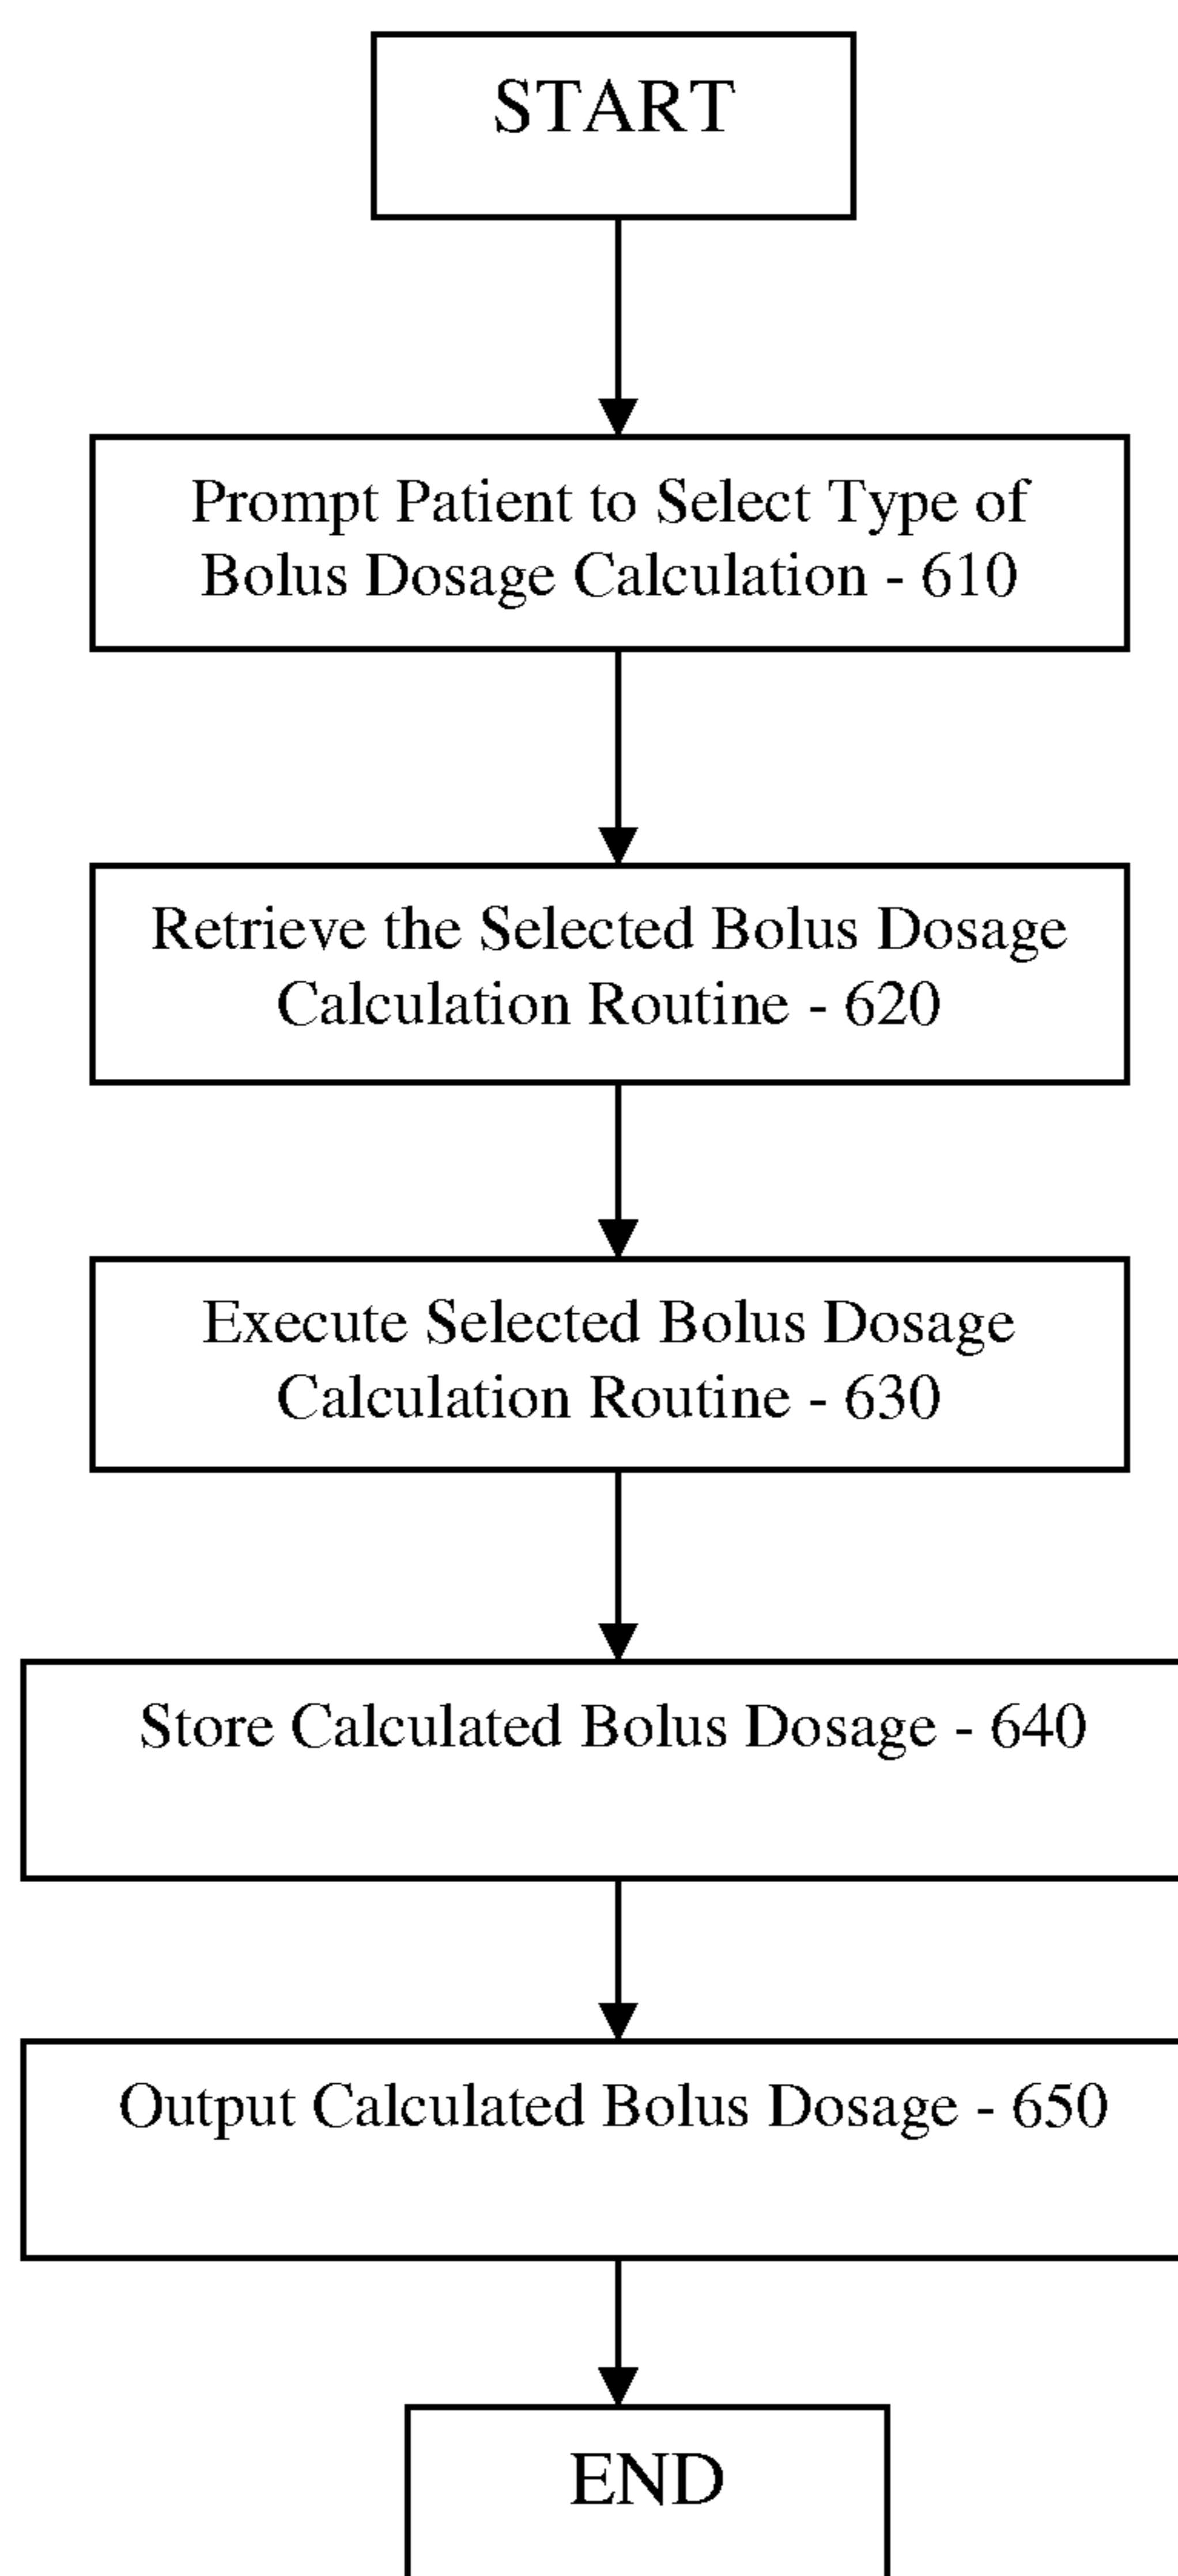 START
Prompt Patient to Select Type of
Bolus Dosage Calculation - 610
Retrieve the Selected Bolus Dosage
Calculation Routine - 620
Execute Selected Bolus Dosage
Calculation Routine - 630
Store Calculated Bolus Dosage - 640
Output Calculated Bolus Dosage - 650
END